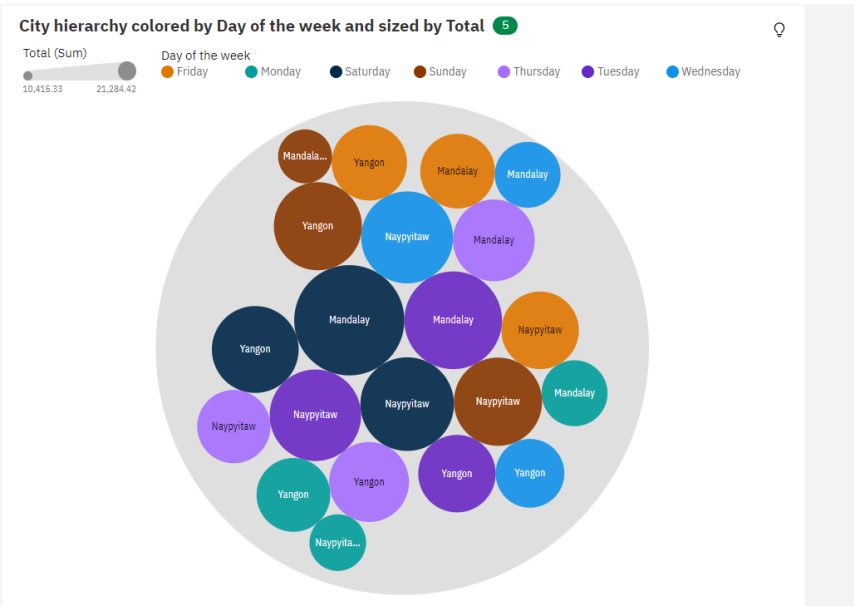 City hierarchy colored by Day of the week and sized by Total 5
Total (Sum)
10,415.33 21,284.42
Day of the week
Friday Monday Saturday Sunday Thursday Tuesday Wednesday
Mandala...
Yangon
Mandalay
Mandalay
Yangon
Naypyitaw
Mandalay
Mandalay
Mandalay
Naypyitaw
Yangon
Naypyitaw
Naypyitaw
Mandalay
Naypyitaw
Naypyitaw
Yangon
Yangon
Yangon
Yangon
Naypyita...